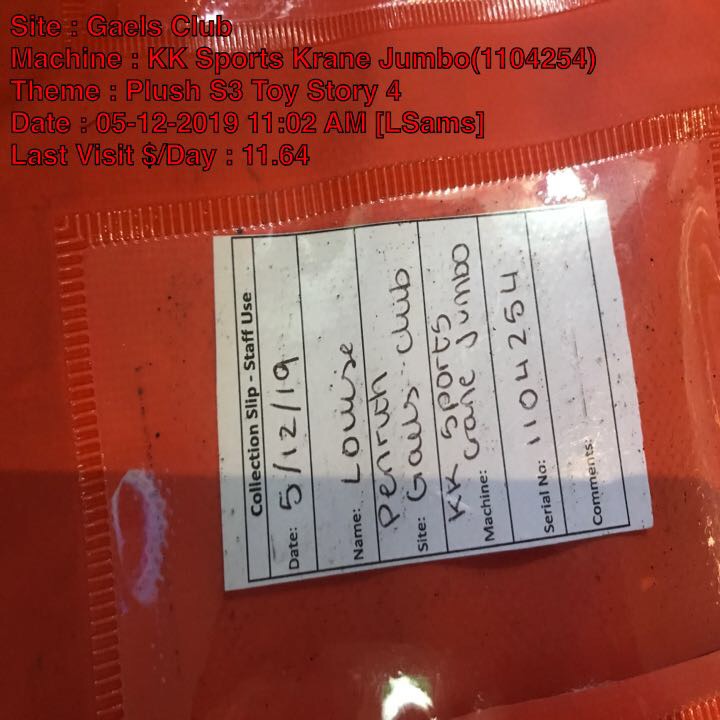 Site : Gaels Club
Machine : KK Sports Krane Jumbo(1104254)
Theme : Plush S3 Toy Story 4
Date : 05-12-2019 11:02 AM [LSams]
Last Visit $/Day : 11.64
Collection Slip - Staff Use
Date: 5/12/19
Name: Louise
Penrith
Site: Gaels club
KK Sports
Machine: crane Jumbo
Serial No: 1104254
Comments: